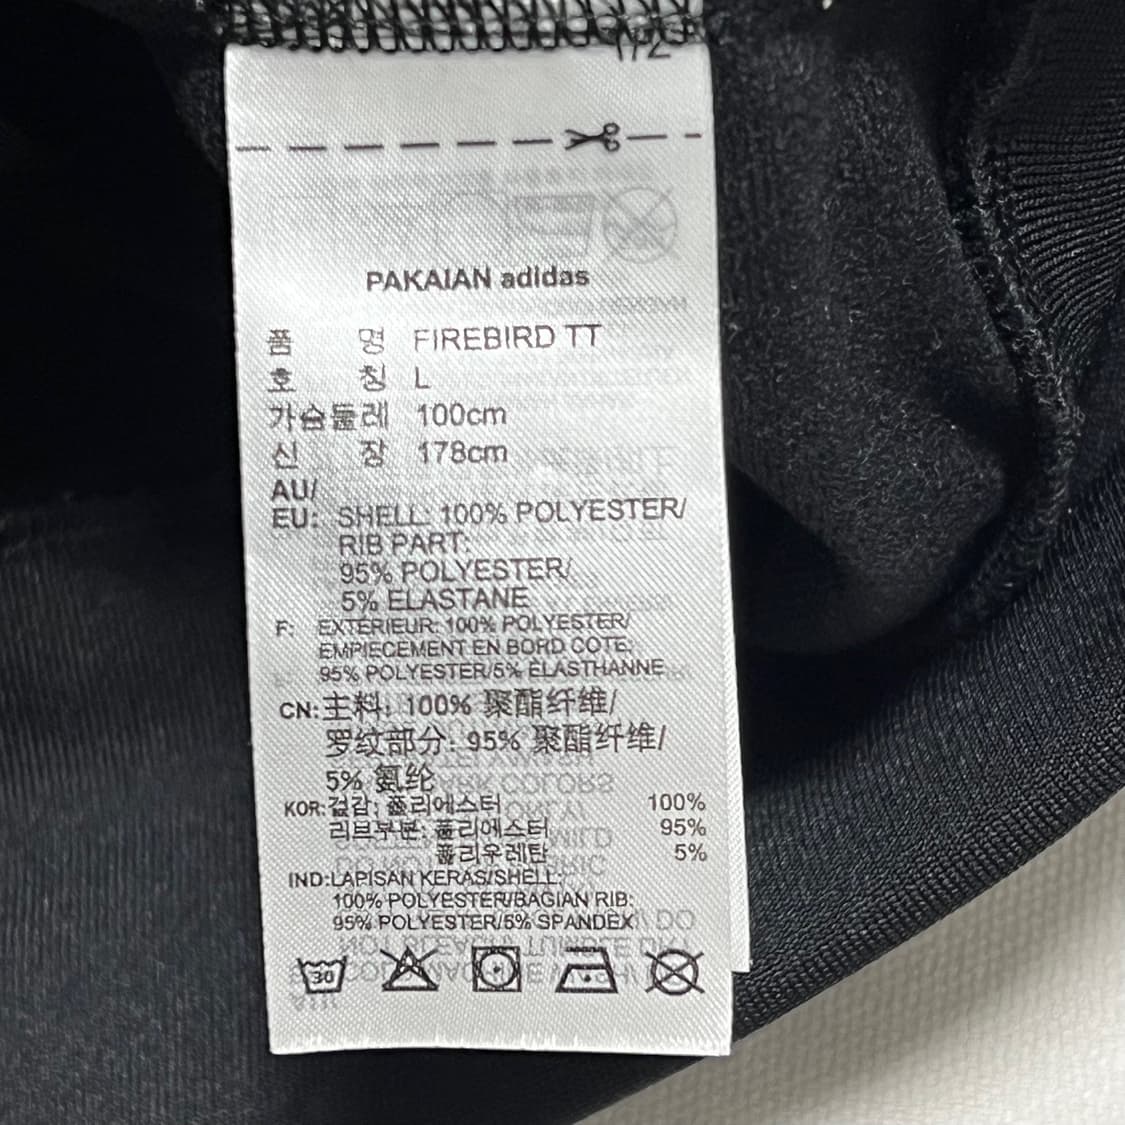 1/2
PAKAIAN adidas
품 명 FIREBIRD TT
호 칭 L
가슴둘레 100cm
신 장 178cm
AU/
EU: SHELL: 100% POLYESTER/
RIB PART:
95% POLYESTER/
5% ELASTANE
F: EXTERIEUR: 100% POLYESTER/
EMPIECEMENT EN BORD COTE:
95% POLYESTER/5% ELASTHANNE
CN: 主料: 100% 聚酯纤维/
罗纹部分: 95% 聚酯纤维/
5% 氨纶
KOR: 겉감: 폴리에스터 100%
리브부분: 폴리에스터 95%
폴리우레탄 5%
IND: LAPISAN KERAS/SHELL:
100% POLYESTER/BAGIAN RIB:
95% POLYESTER/5% SPANDEX
30